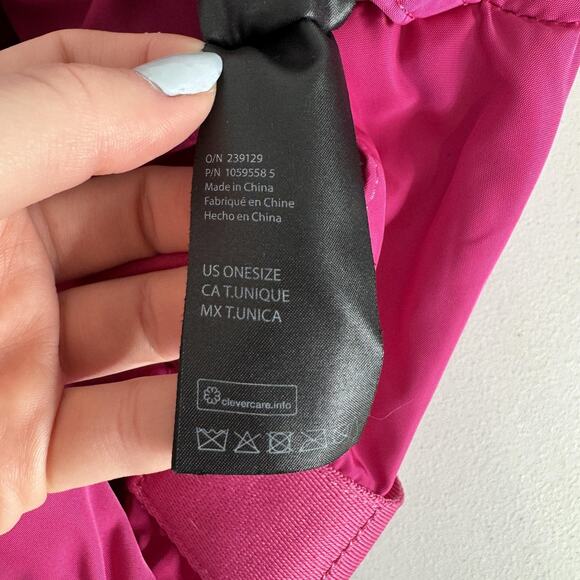 O/N 239129
P/N 1059558 5
Made in China
Fabriqué en Chine
Hecho en China
US ONESIZE
CA T.UNIQUE
MX T.UNICA
clevercare.info